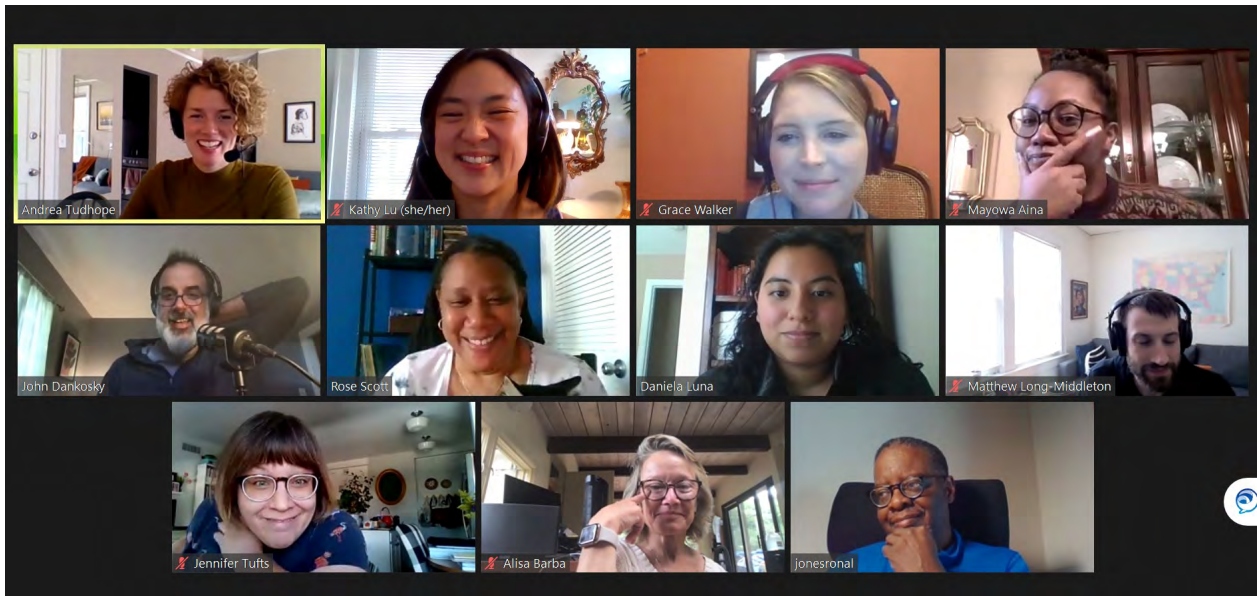 Andrea Tudhope
Kathy Lu (she/her)
Grace Walker
Mayowa Aina
John Dankosky
Rose Scott
Daniela Luna
Matthew Long-Middleton
Jennifer Tufts
Alisa Barba
jonesronal